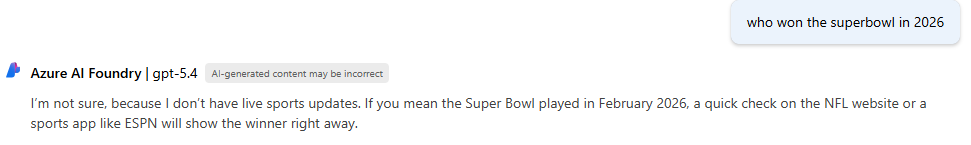 who won the superbowl in 2026
Azure AI Foundry | gpt-5.4 AI-generated content may be incorrect
I’m not sure, because I don’t have live sports updates. If you mean the Super Bowl played in February 2026, a quick check on the NFL website or a
sports app like ESPN will show the winner right away.